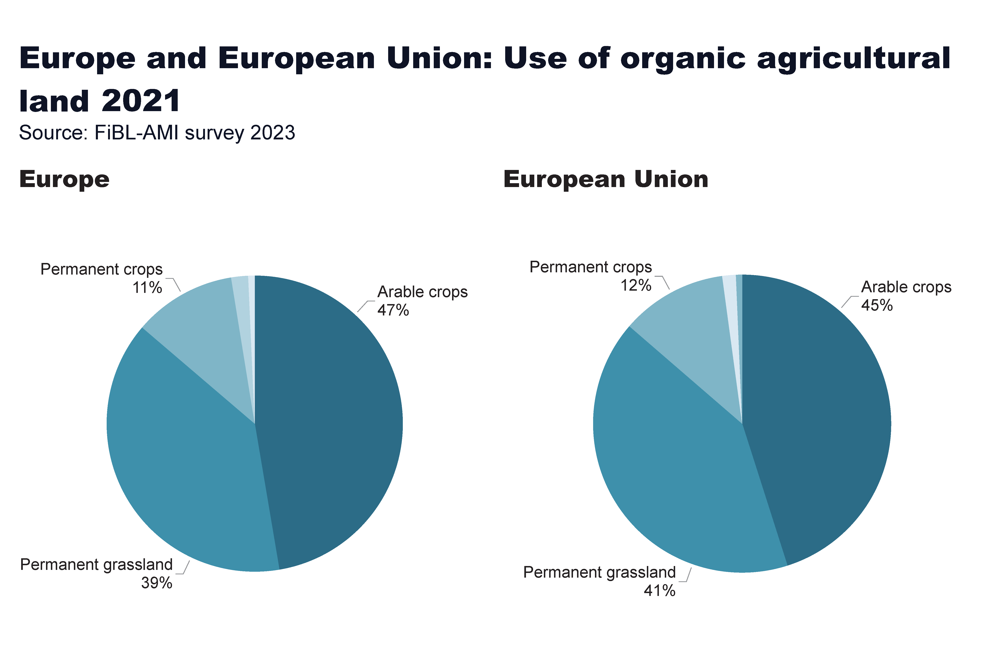 Europe and European Union: Use of organic agricultural
land 2021
Source: FiBL-AMI survey 2023
Europe
European Union
Permanent crops
11%
Arable crops
47%
Permanent grassland
39%
Permanent crops
12%
Arable crops
45%
Permanent grassland
41%